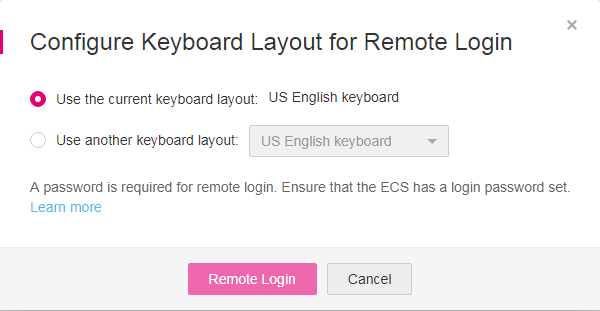 Configure Keyboard Layout for Remote Login
×
Use the current keyboard layout: US English keyboard
Use another keyboard layout: US English keyboard
A password is required for remote login. Ensure that the ECS has a login password set.
Learn more
Remote Login Cancel